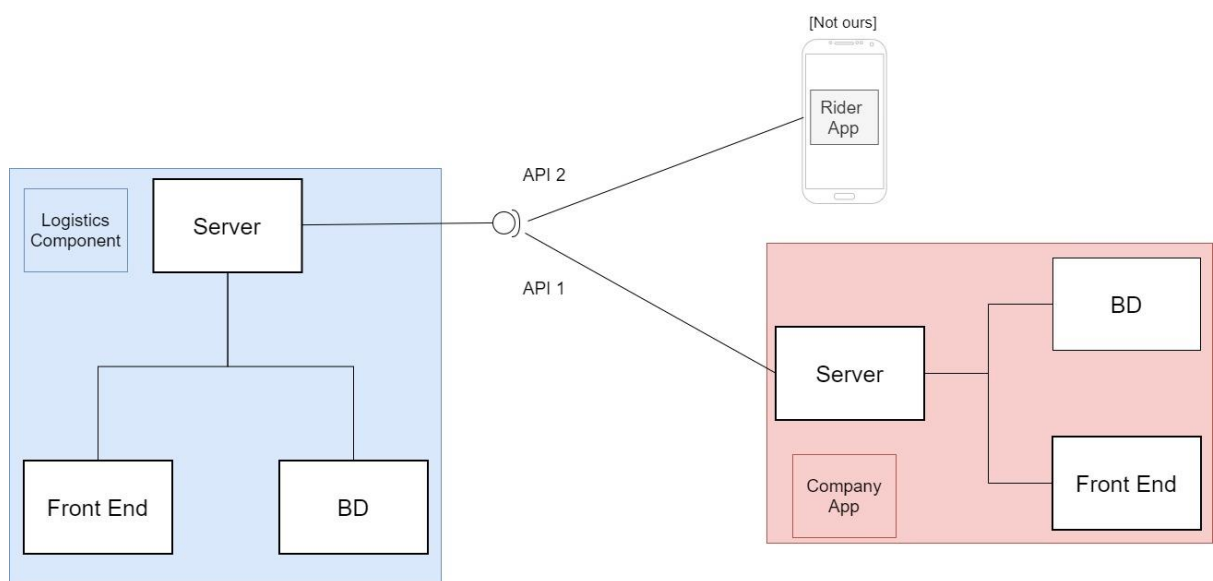 [Not ours]
Rider
App
API 2
Logistics
Component
Server
API 1
BD
Server
Front End
BD
Company
App
Front End